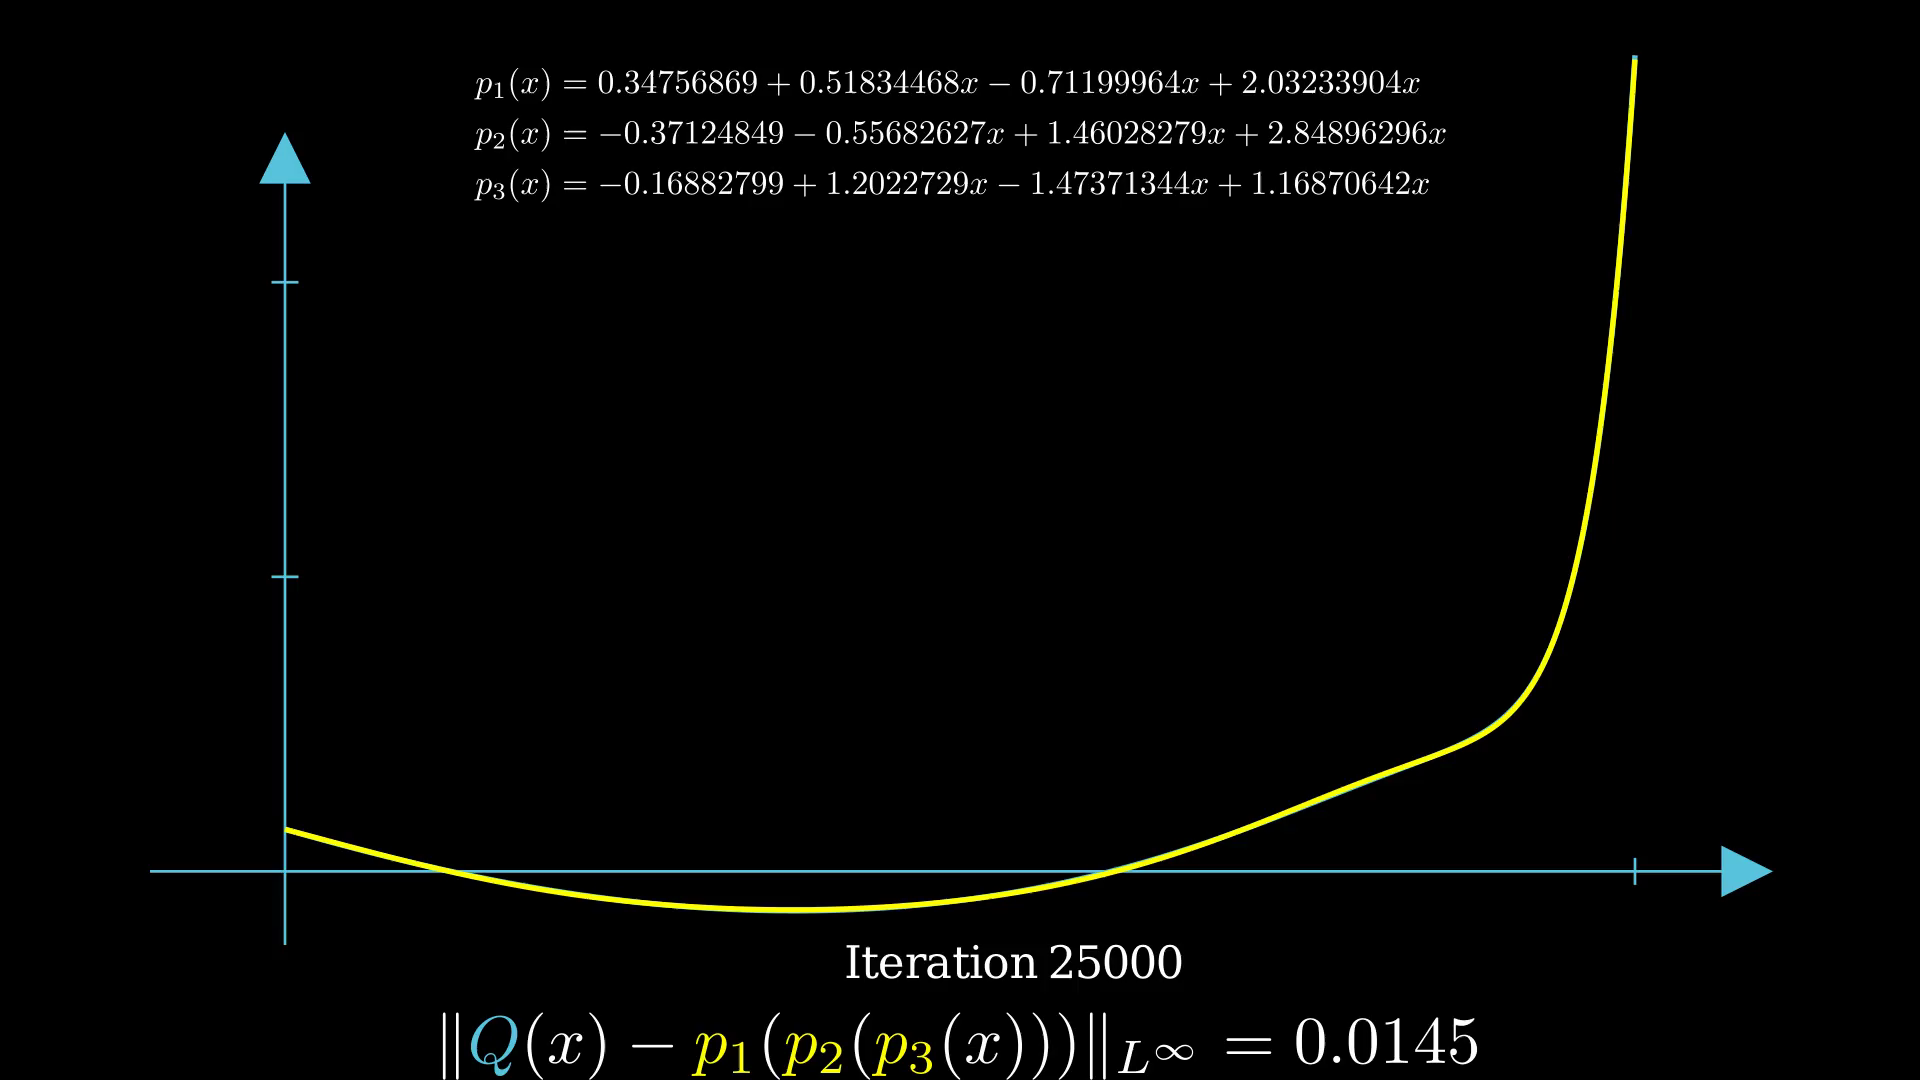 p₁(x) = 0.34756869 + 0.51834468x − 0.71199964x + 2.03233904x
p₂(x) = −0.37124849 − 0.55682627x + 1.46028279x + 2.84896296x
p₃(x) = −0.16882799 + 1.2022729x − 1.47371344x + 1.16870642x
Iteration 25000
‖Q(x) − p₁(p₂(p₃(x)))‖_{L^∞} = 0.0145